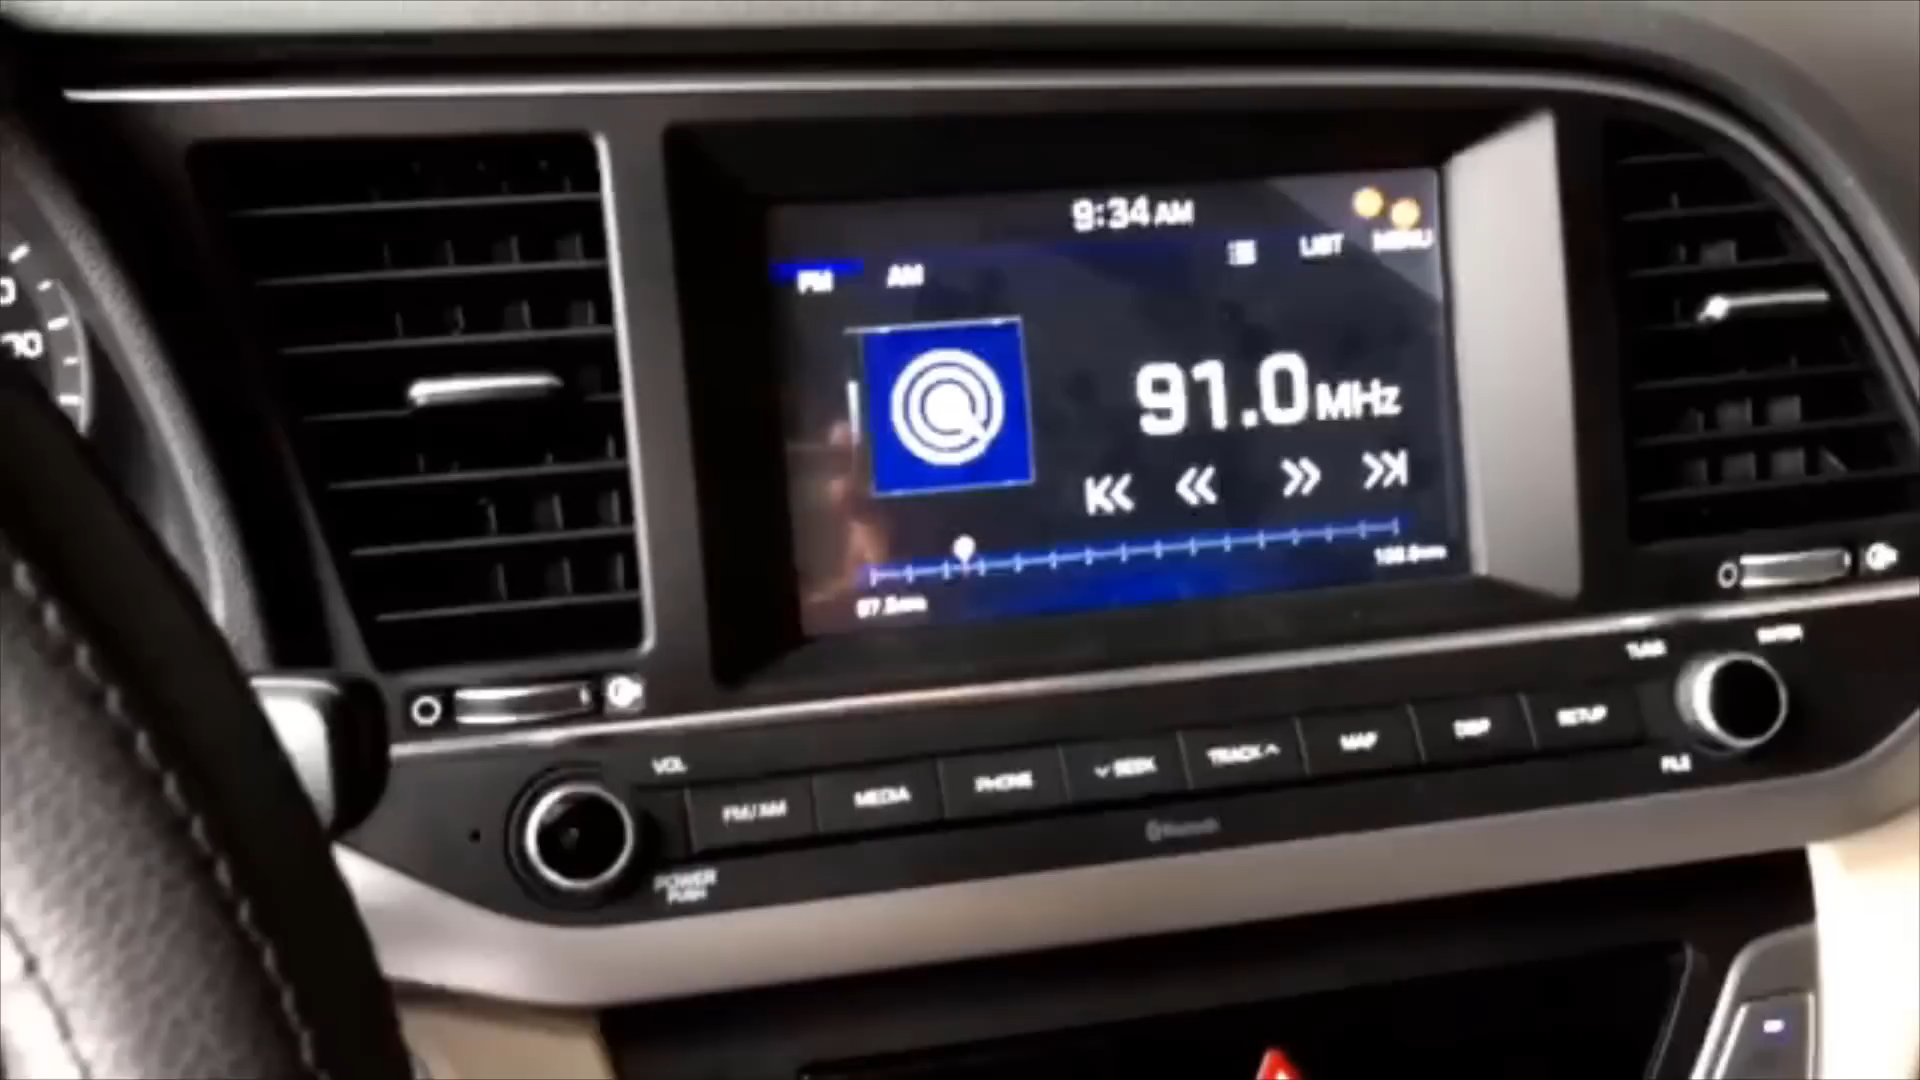 9:34 AM
FM AM LIST MENU
91.0 MHz
VOL
FM/AM MEDIA PHONE SEEK TRACK MAP DISP SETUP
TUNE
ENTER
FILE
POWER
PUSH
Bluetooth